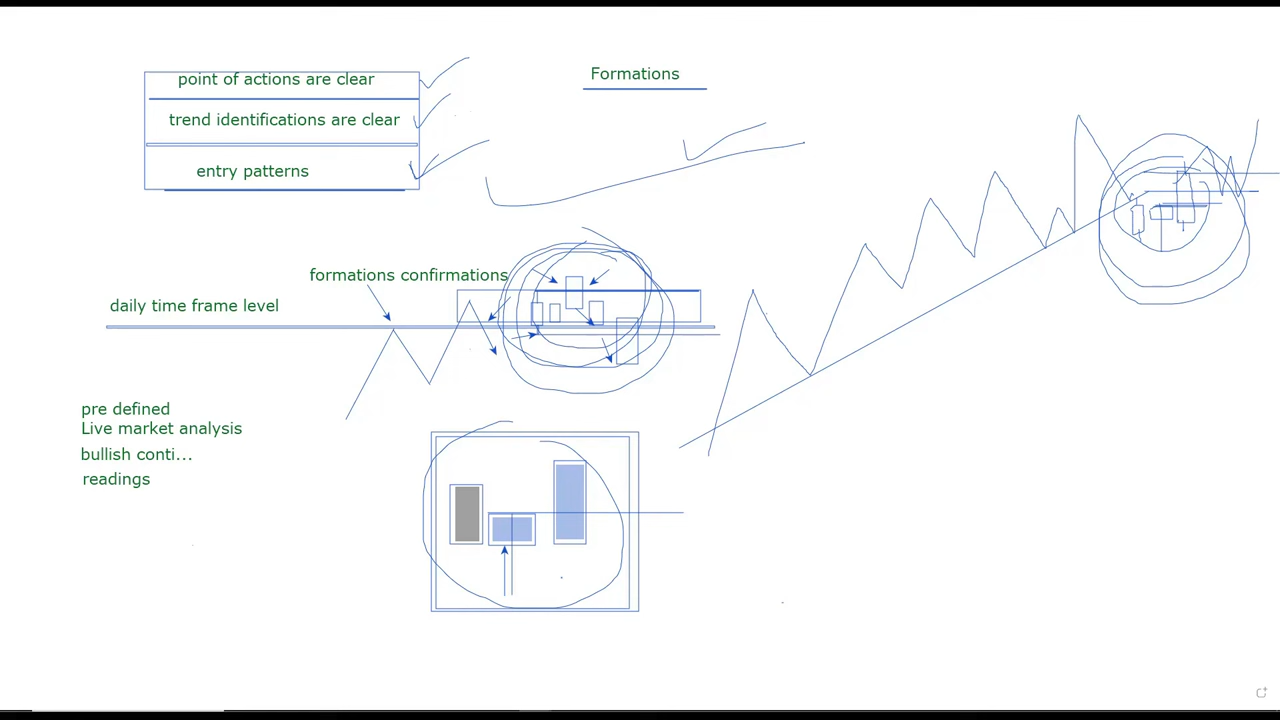 point of actions are clear
Formations
trend identifications are clear
entry patterns
formations confirmations
daily time frame level
pre defined
Live market analysis
bullish conti...
readings